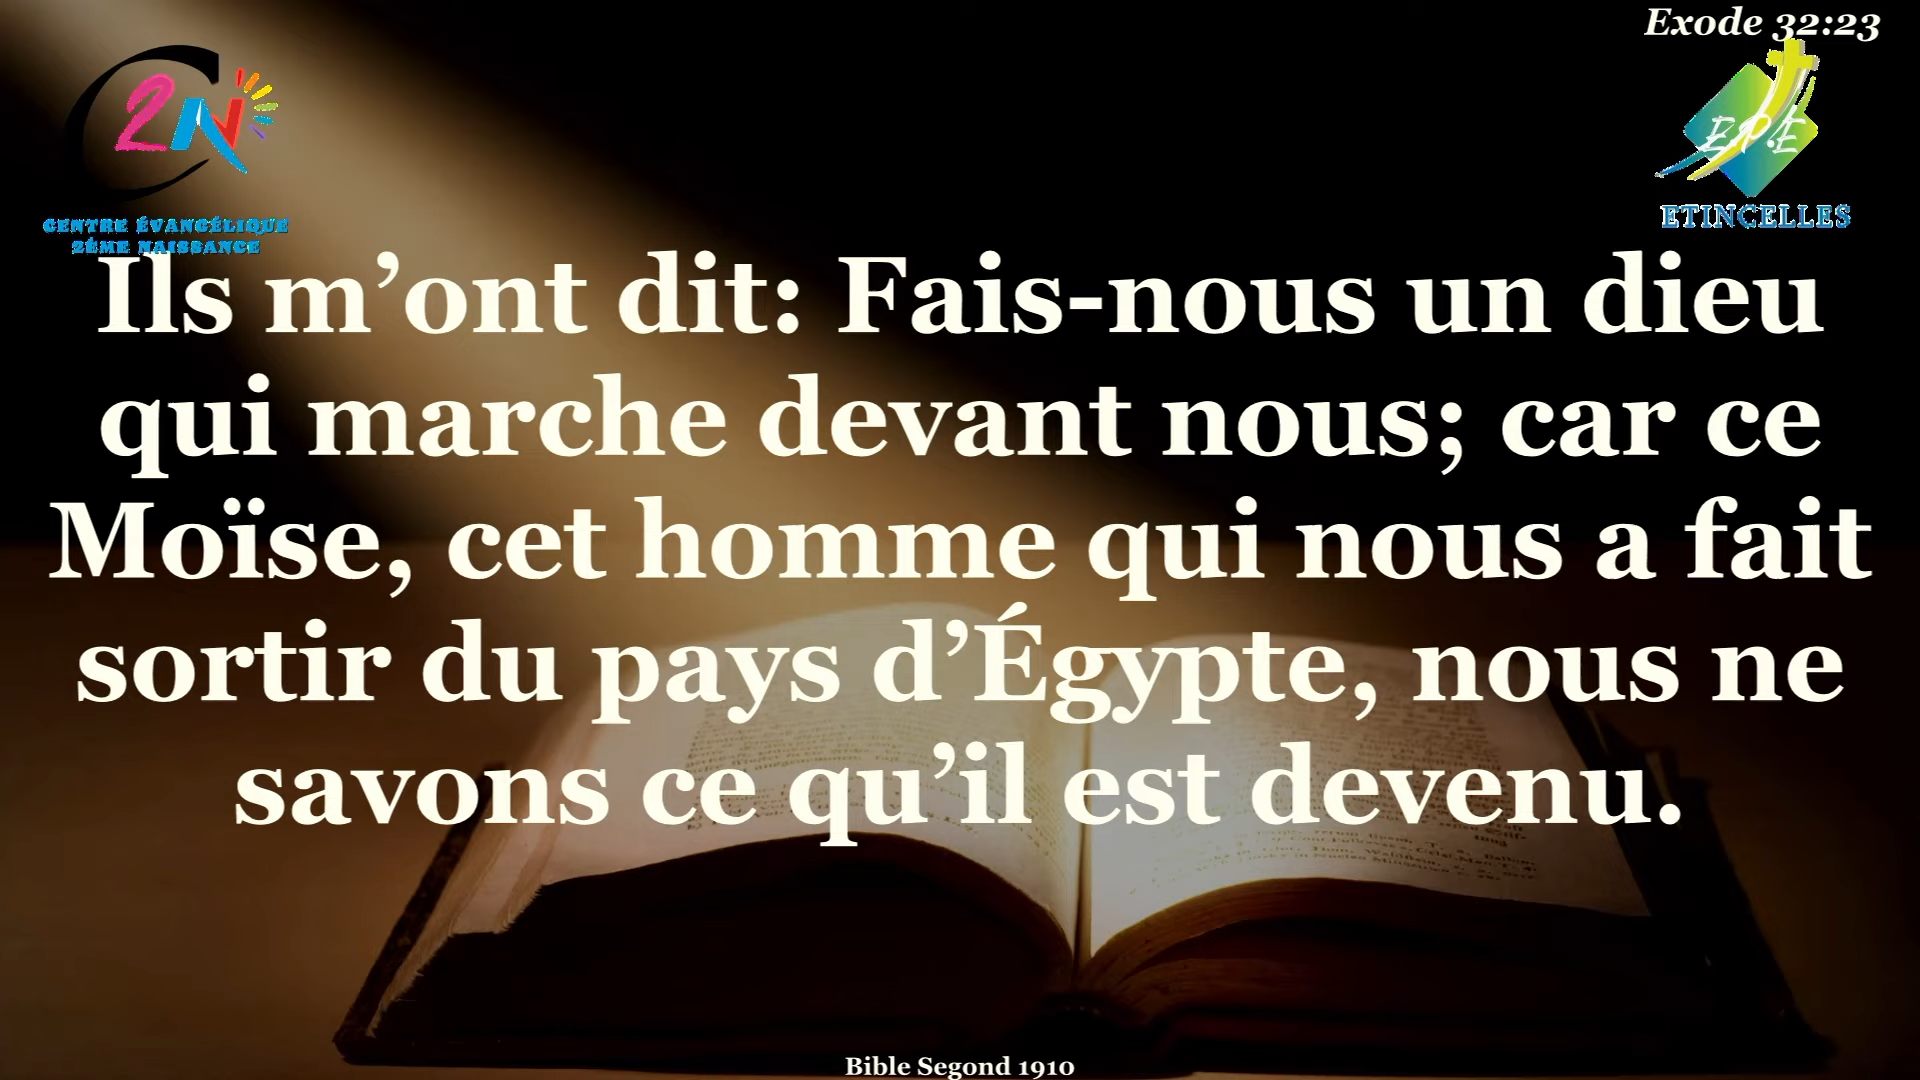 Exode 32:23
C2N
CENTRE ÉVANGÉLIQUE
2ÈME NAISSANCE
E.P.E
ETINCELLES
Ils m’ont dit: Fais-nous un dieu
qui marche devant nous; car ce
Moïse, cet homme qui nous a fait
sortir du pays d’Égypte, nous ne
savons ce qu’il est devenu.
Bible Segond 1910